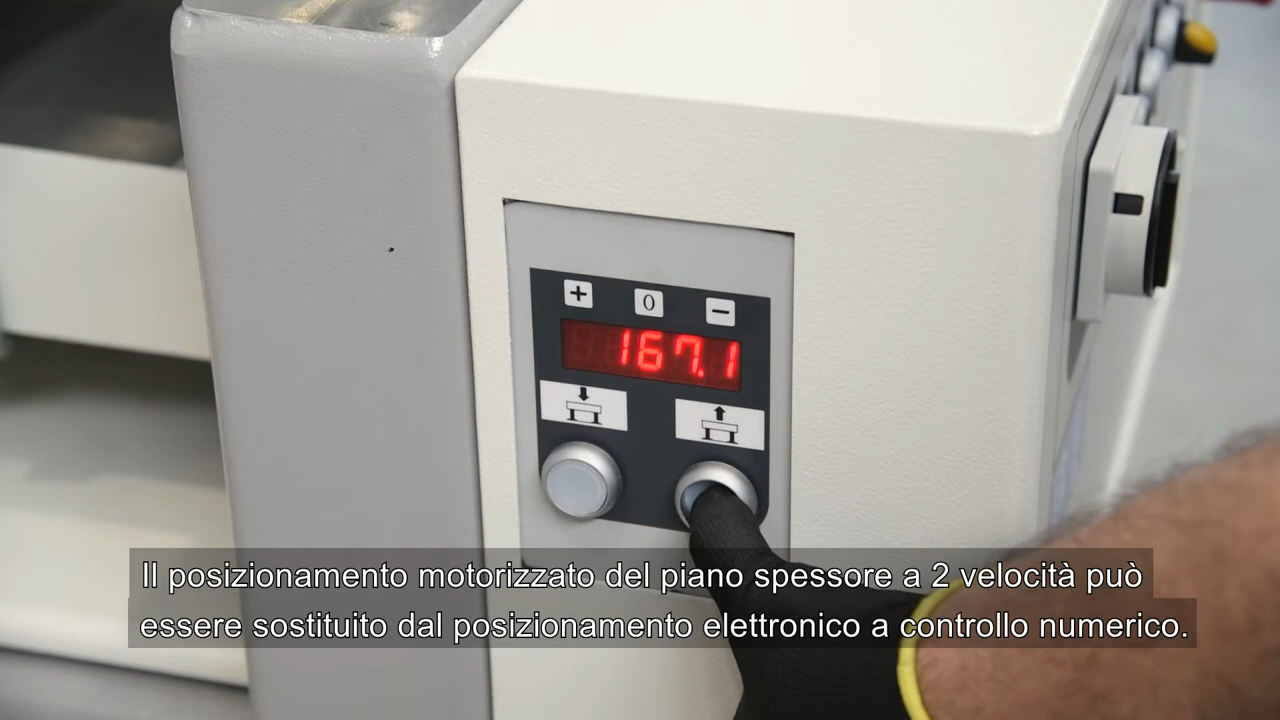 + 0 −
167.1
Il posizionamento motorizzato del piano spessore a 2 velocità può
essere sostituito dal posizionamento elettronico a controllo numerico.